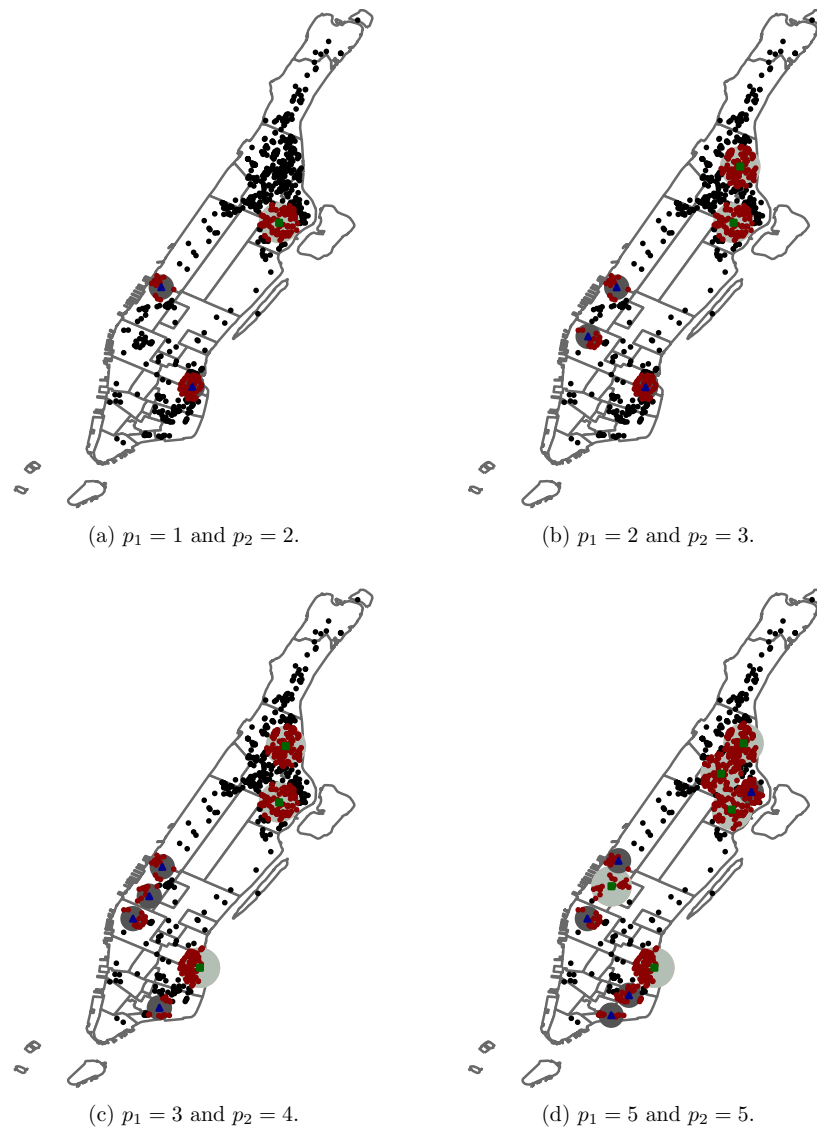 (a) p₁ = 1 and p₂ = 2.
(b) p₁ = 2 and p₂ = 3.
(c) p₁ = 3 and p₂ = 4.
(d) p₁ = 5 and p₂ = 5.